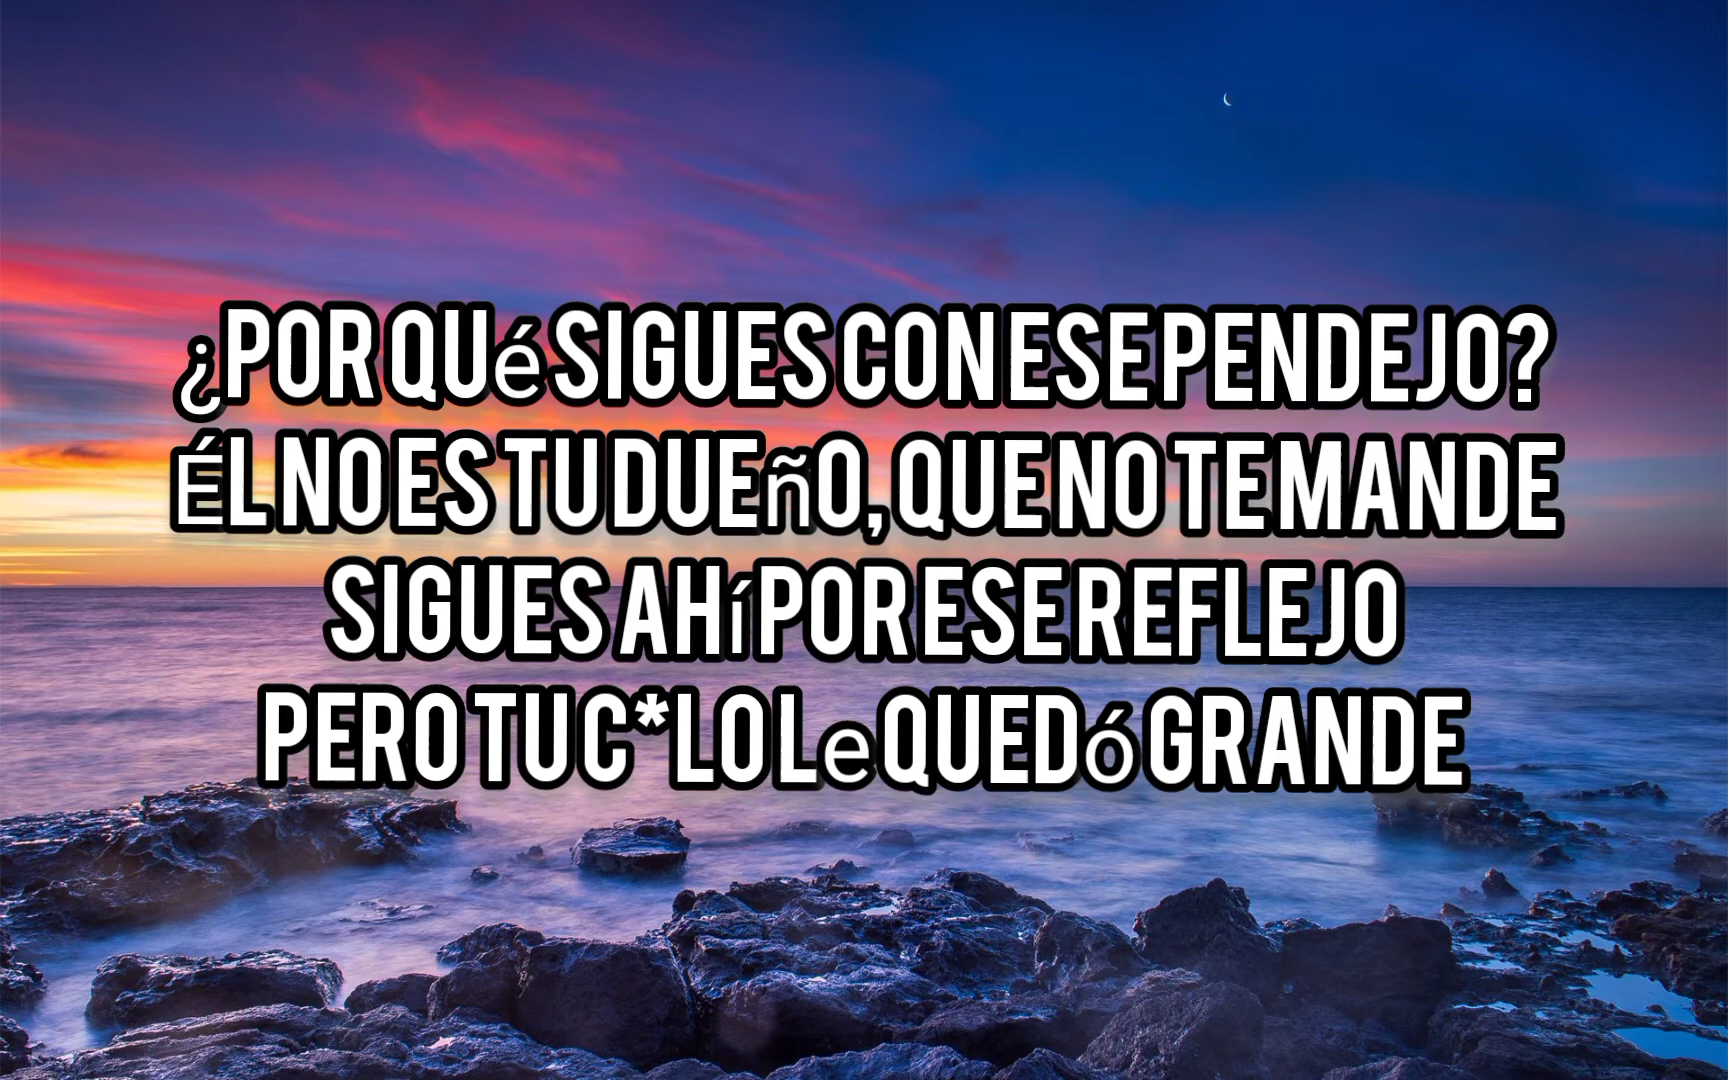 ¿POR QUé SIGUES CON ESE PENDEJO?
ÉL NO ES TU DUEñO, QUE NO TE MANDE
SIGUES AHí POR ESE REFLEJO
PERO TU C*LO Le QUEDó GRANDE